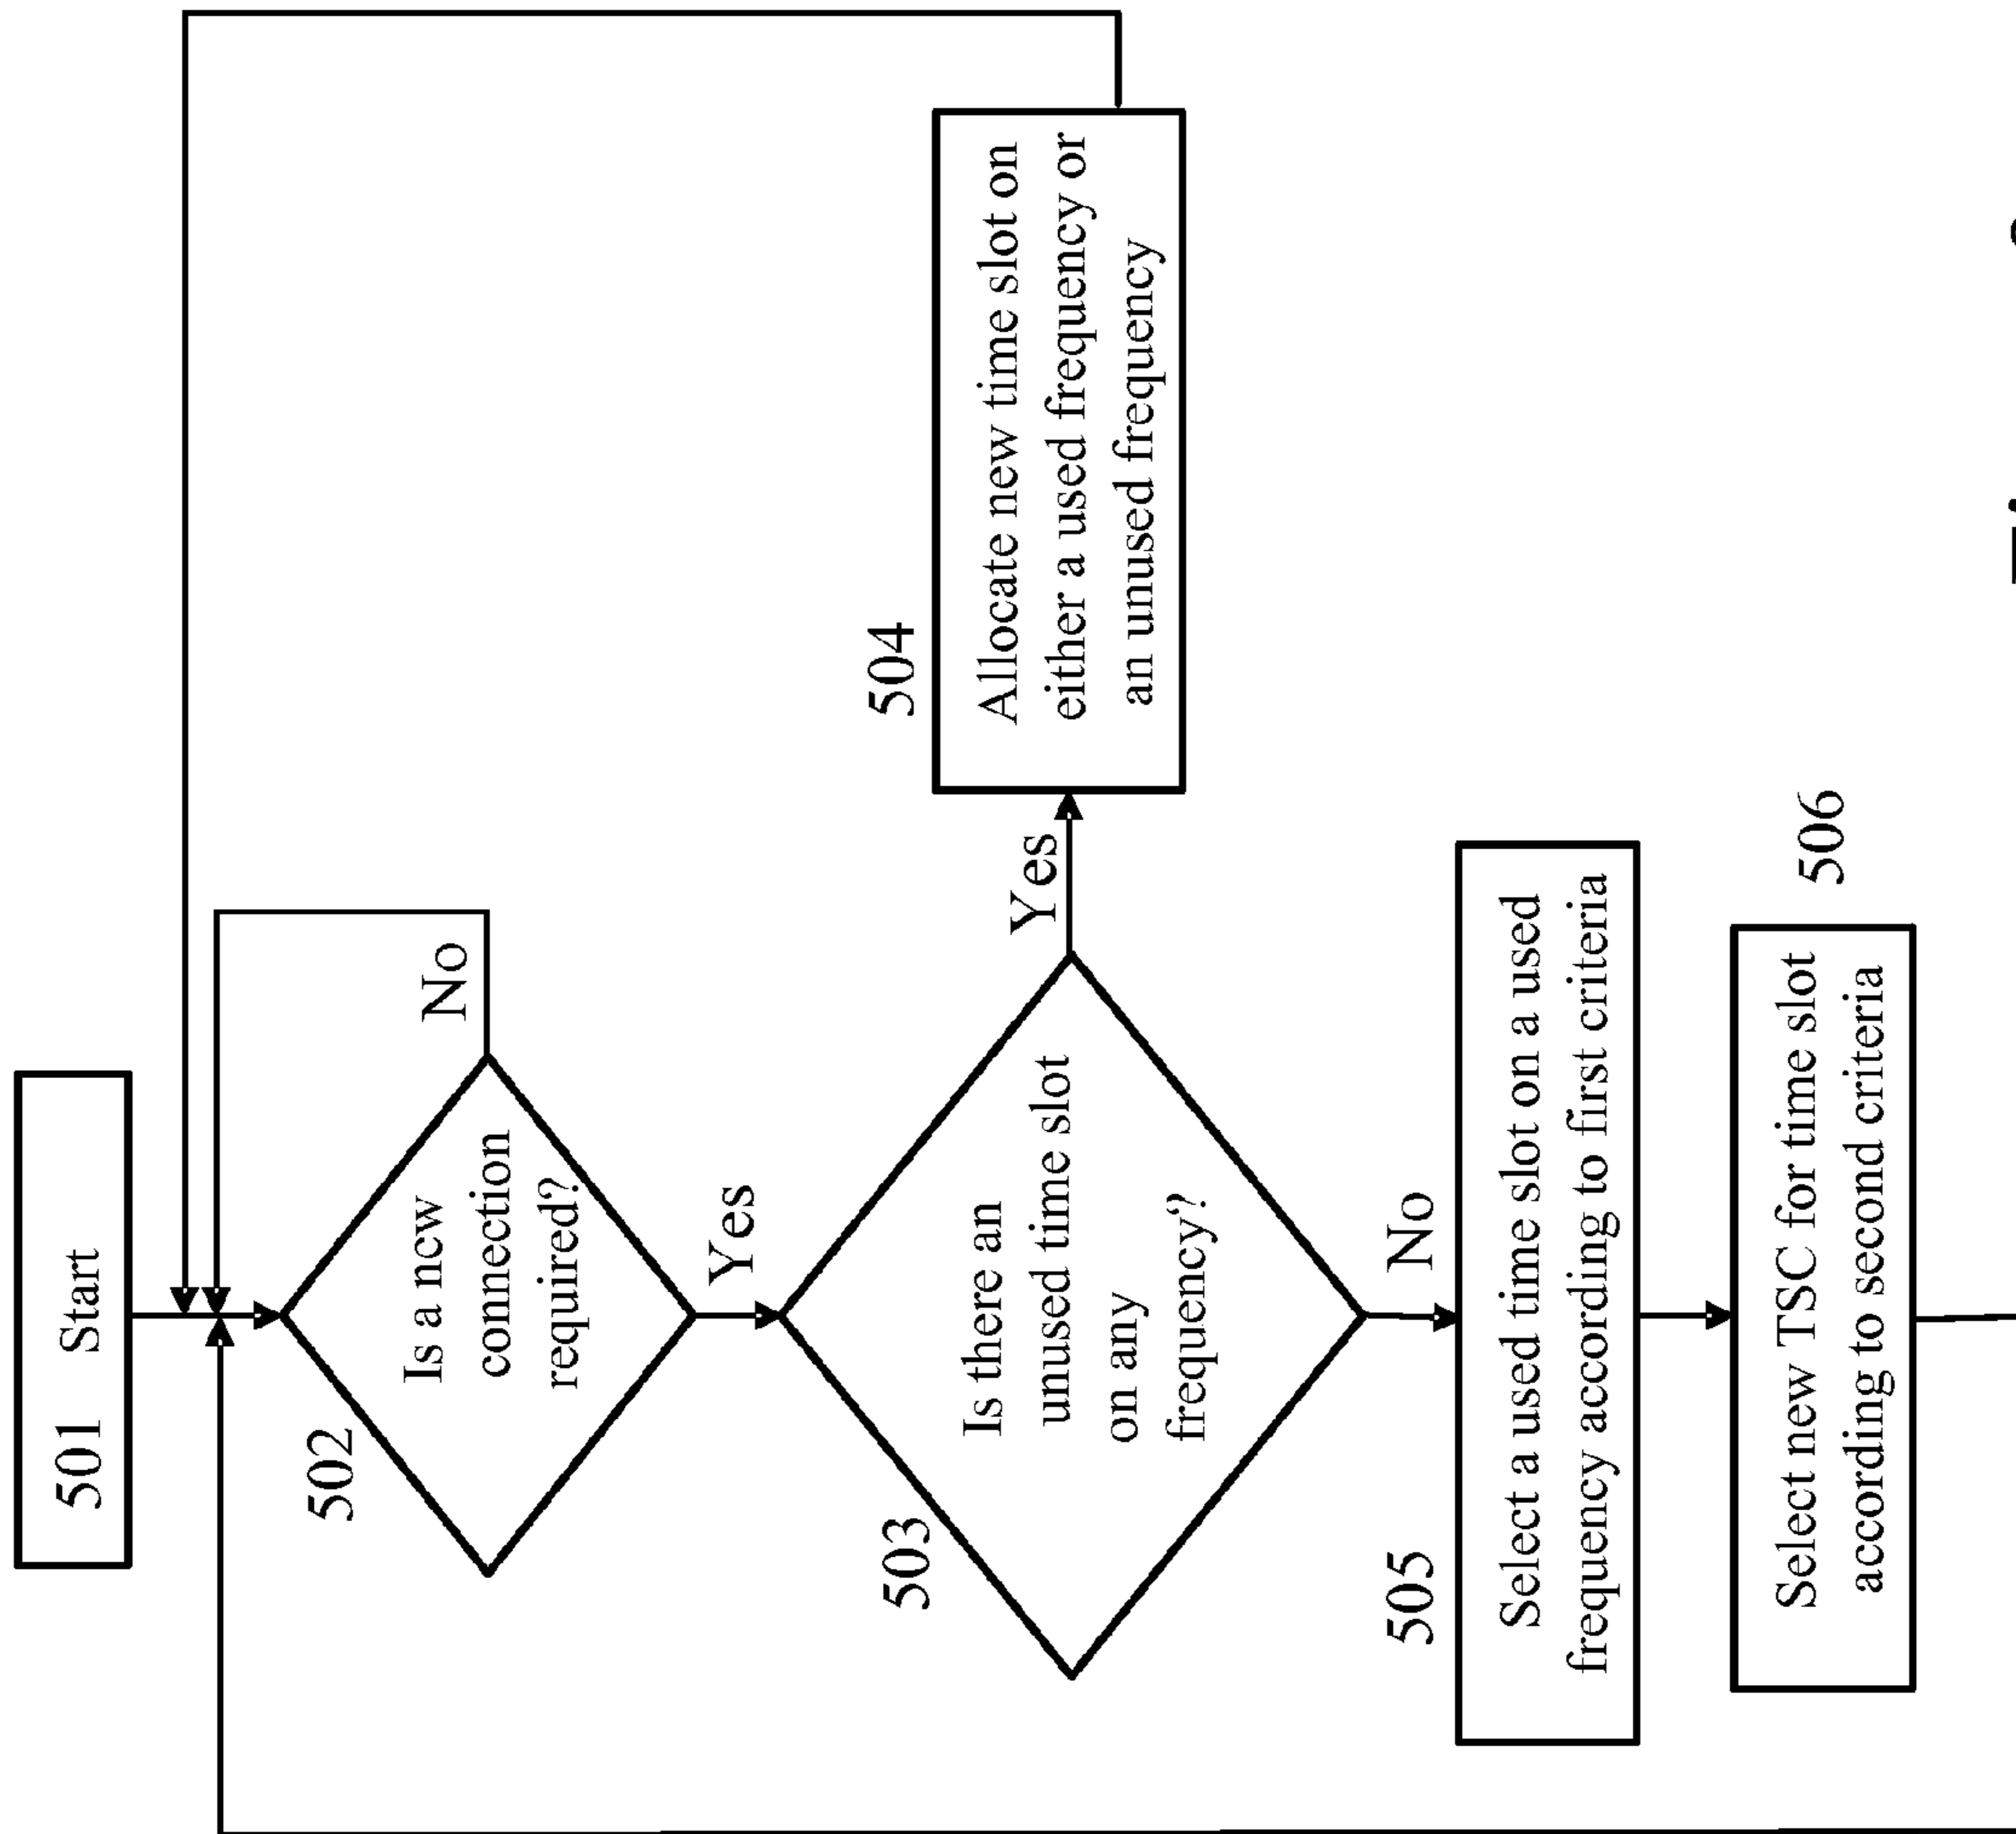 501 Start
502
Is a new
connection
required?
No
Yes
503
Is there an
unused time slot
on any
frequency?
Yes
504
Allocate new time slot on
either a used frequency or
an unused frequency
No
505
Select a used time slot on a used
frequency according to first criteria
506
Select new TSC for time slot
according to second criteria